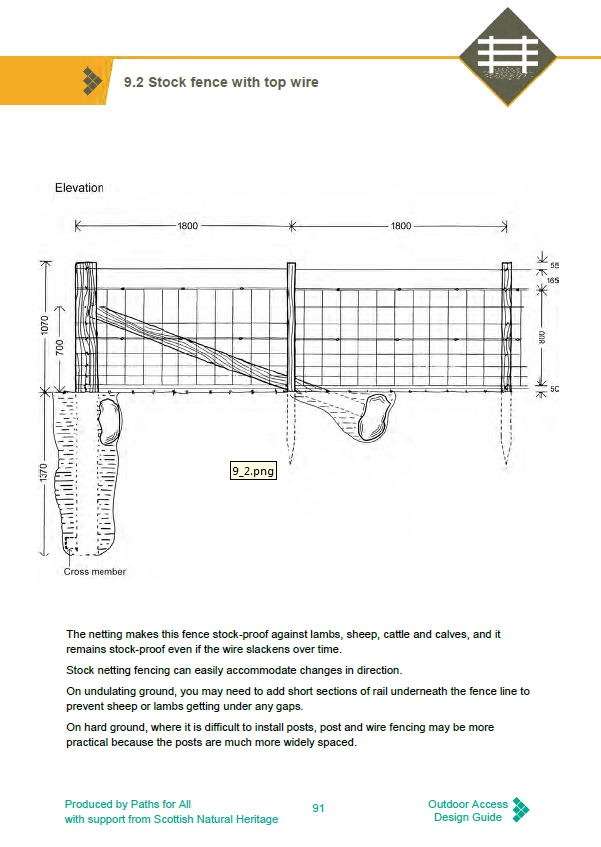 9.2 Stock fence with top wire
Elevation
1800
1800
55
165
1070
700
800
50
1370
9_2.png
Cross member
The netting makes this fence stock-proof against lambs, sheep, cattle and calves, and it
remains stock-proof even if the wire slackens over time.
Stock netting fencing can easily accommodate changes in direction.
On undulating ground, you may need to add short sections of rail underneath the fence line to
prevent sheep or lambs getting under any gaps.
On hard ground, where it is difficult to install posts, post and wire fencing may be more
practical because the posts are much more widely spaced.
Produced by Paths for All
with support from Scottish Natural Heritage
91
Outdoor Access
Design Guide